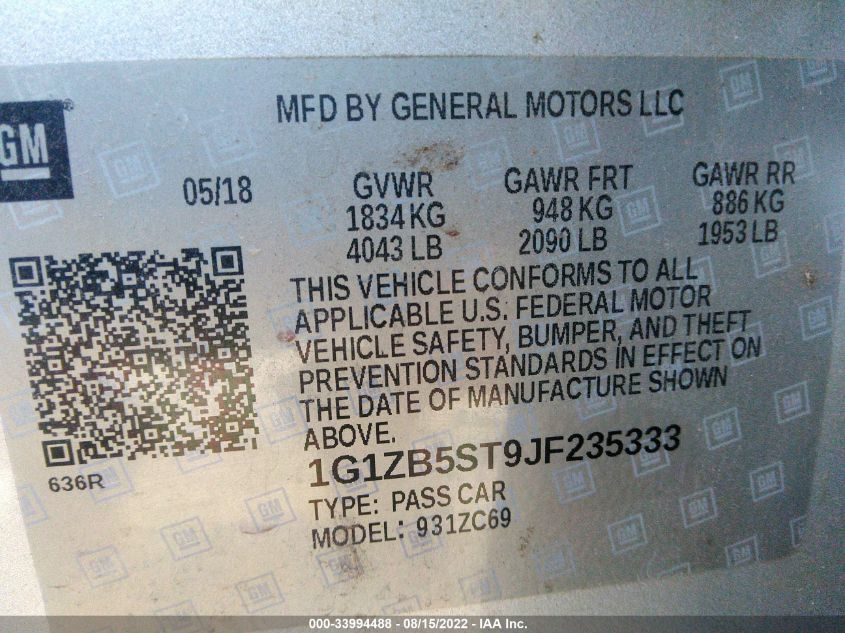 MFD BY GENERAL MOTORS LLC
GM
®
05/18
GVWR GAWR FRT GAWR RR
1834 KG 948 KG 886 KG
4043 LB 2090 LB 1953 LB
THIS VEHICLE CONFORMS TO ALL
APPLICABLE U.S. FEDERAL MOTOR
VEHICLE SAFETY, BUMPER, AND THEFT
PREVENTION STANDARDS IN EFFECT ON
THE DATE OF MANUFACTURE SHOWN
ABOVE.
636R
1G1ZB5ST9JF235333
TYPE: PASS CAR
MODEL: 931ZC69
000-33994488 - 08/15/2022 - IAA Inc.